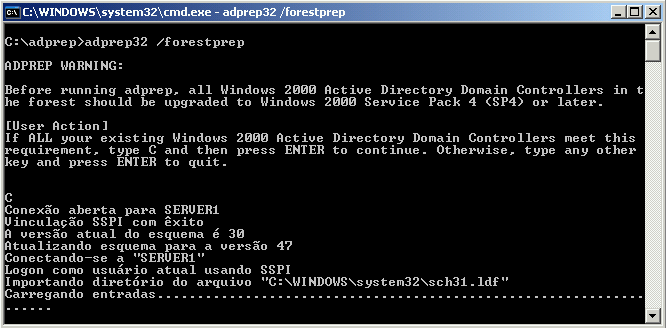 C:\WINDOWS\system32\cmd.exe - adprep32 /forestprep
C:\adprep>adprep32 /forestprep
ADPREP WARNING:
Before running adprep, all Windows 2000 Active Directory Domain Controllers in t
he forest should be upgraded to Windows 2000 Service Pack 4 (SP4) or later.
[User Action]
If ALL your existing Windows 2000 Active Directory Domain Controllers meet this
requirement, type C and then press ENTER to continue. Otherwise, type any other
key and press ENTER to quit.
C
Conexão aberta para SERVER1
Vinculação SSPI com êxito
A versão atual do esquema é 30
Atualizando esquema para a versão 47
Conectando-se a "SERVER1"
Logon como usuário atual usando SSPI
Importando diretório do arquivo "C:\WINDOWS\system32\sch31.ldf"
Carregando entradas.............................................................
......